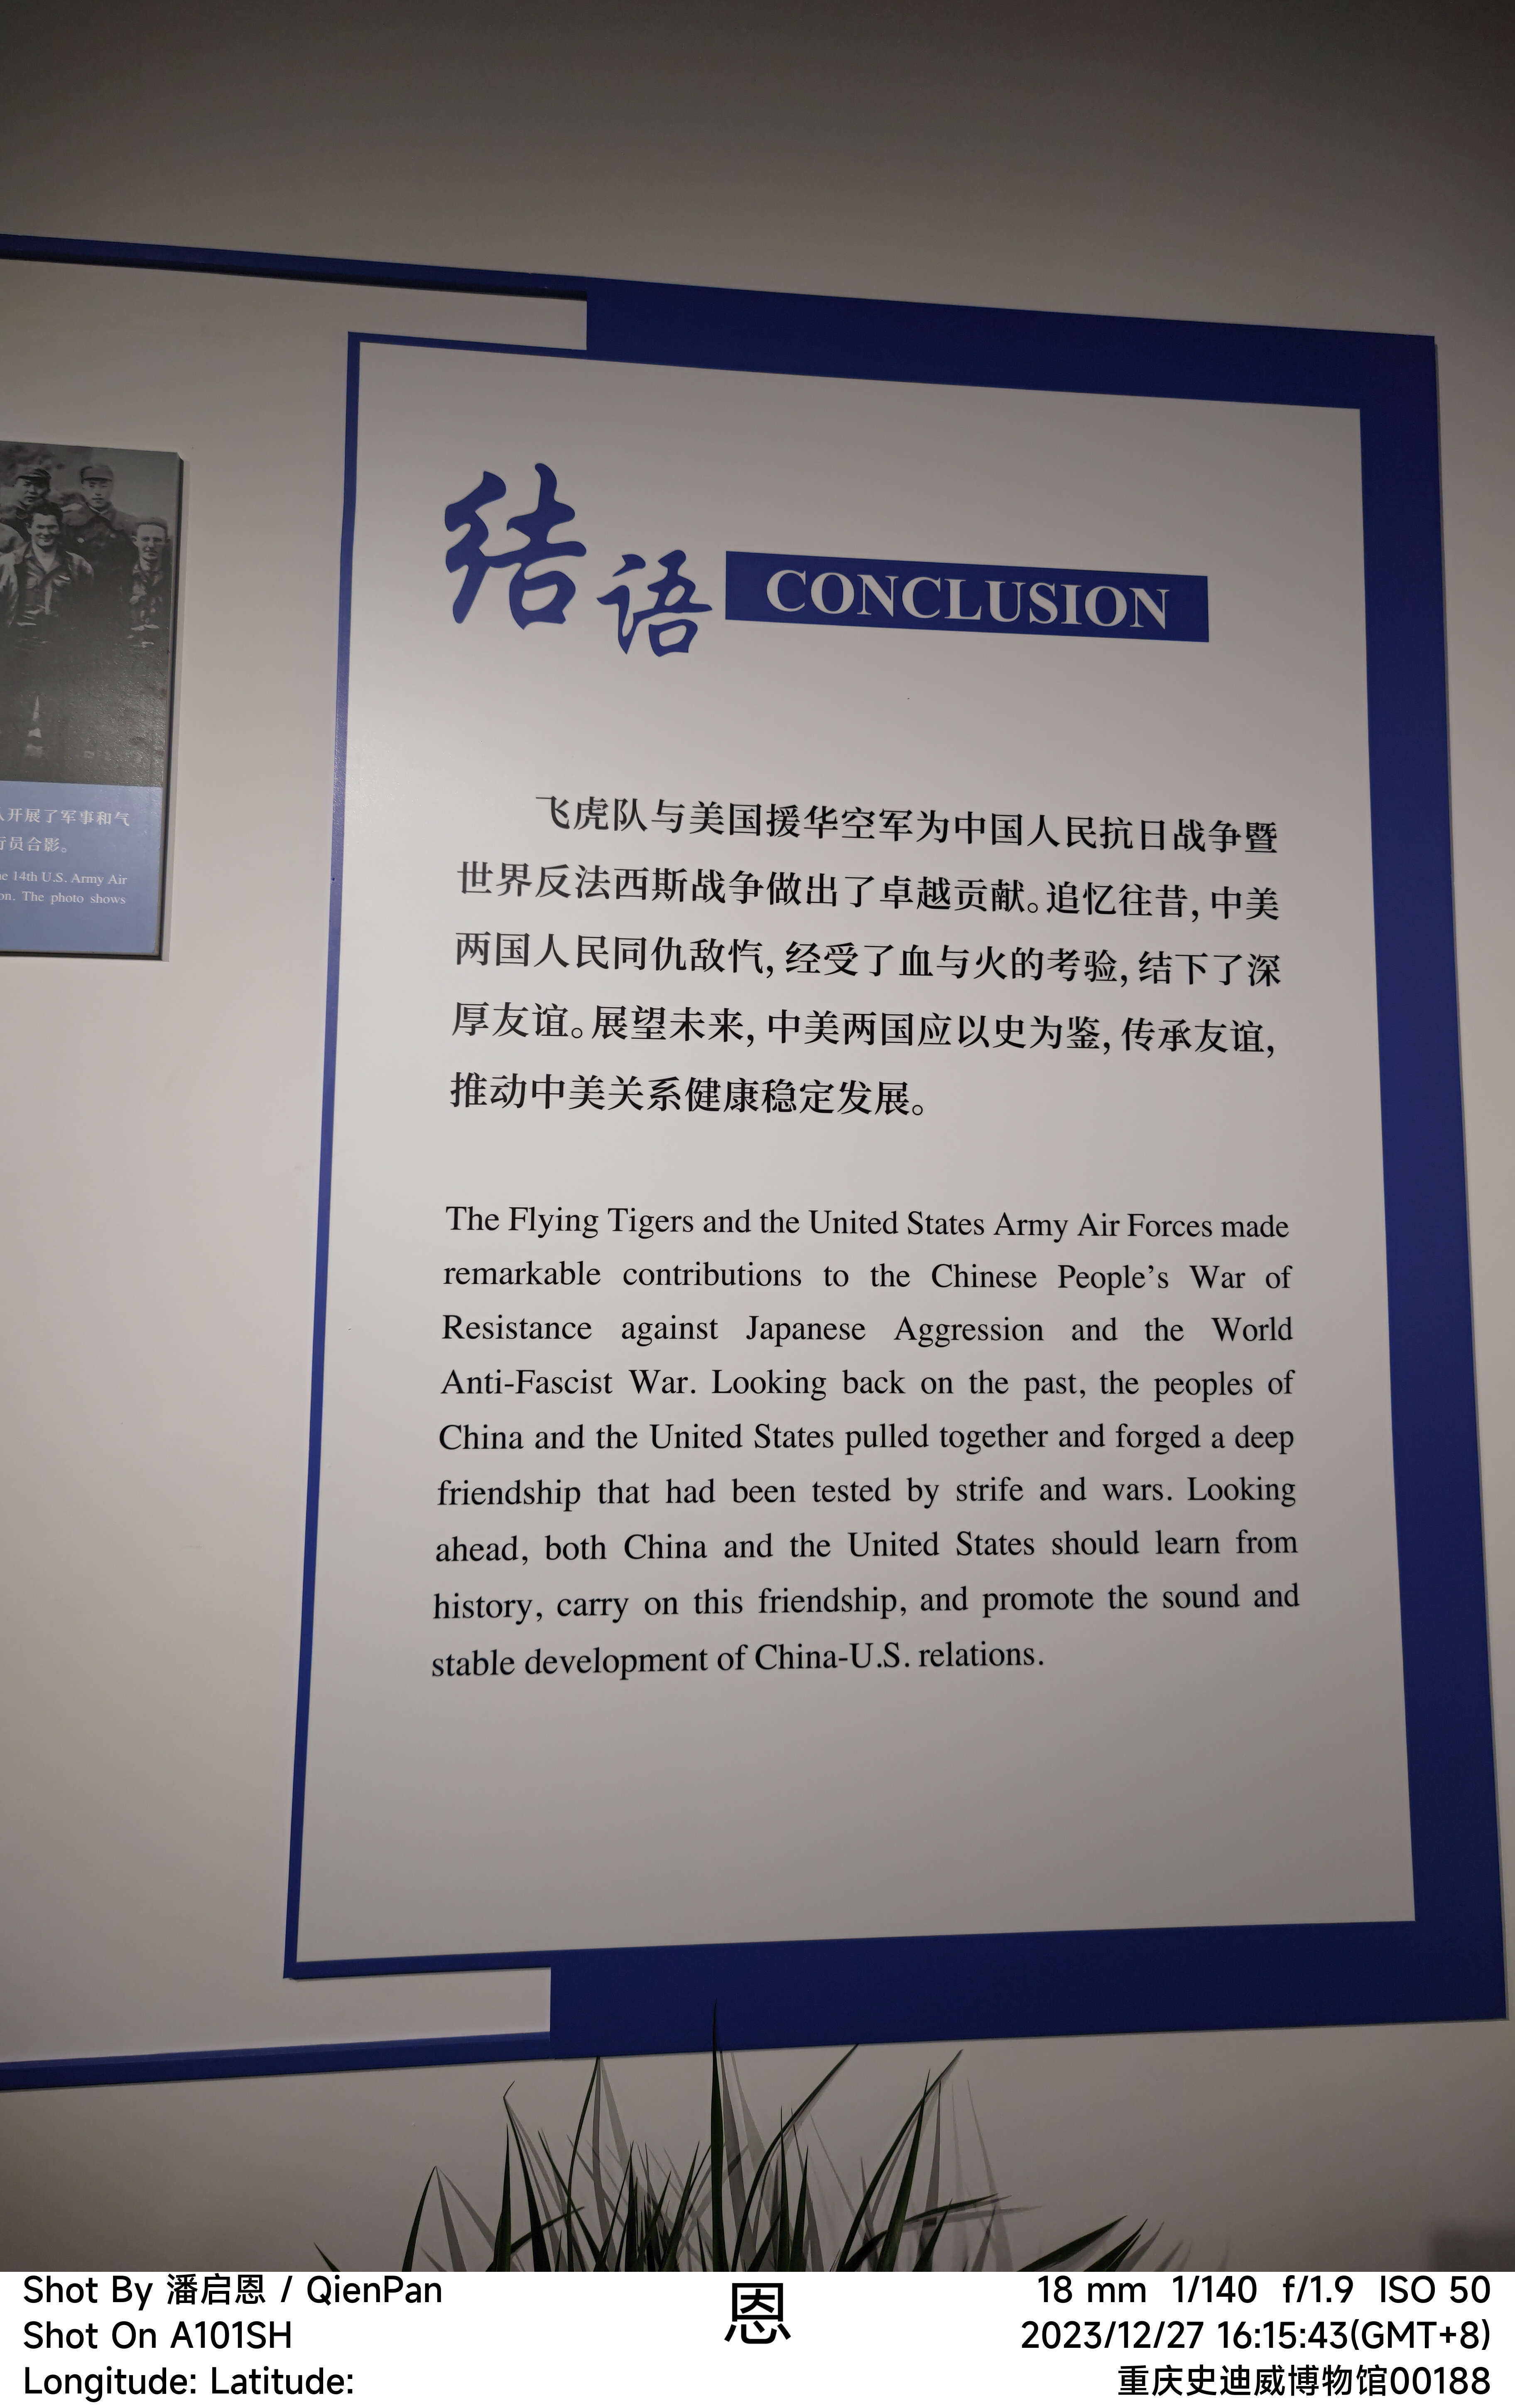 结语 CONCLUSION
飞虎队与美国援华空军为中国人民抗日战争暨
世界反法西斯战争做出了卓越贡献。追忆往昔，中美
两国人民同仇敌忾，经受了血与火的考验，结下了深
厚友谊。展望未来，中美两国应以史为鉴，传承友谊，
推动中美关系健康稳定发展。
The Flying Tigers and the United States Army Air Forces made
remarkable contributions to the Chinese People's War of
Resistance against Japanese Aggression and the World
Anti-Fascist War. Looking back on the past, the peoples of
China and the United States pulled together and forged a deep
friendship that had been tested by strife and wars. Looking
ahead, both China and the United States should learn from
history, carry on this friendship, and promote the sound and
stable development of China-U.S. relations.
开展了军事和气
行员合影。
14th U.S. Army Air
on. The photo shows
Shot By 潘启恩 / QienPan
Shot On A101SH
Longitude: Latitude:
恩
18 mm 1/140 f/1.9 ISO 50
2023/12/27 16:15:43(GMT+8)
重庆史迪威博物馆00188